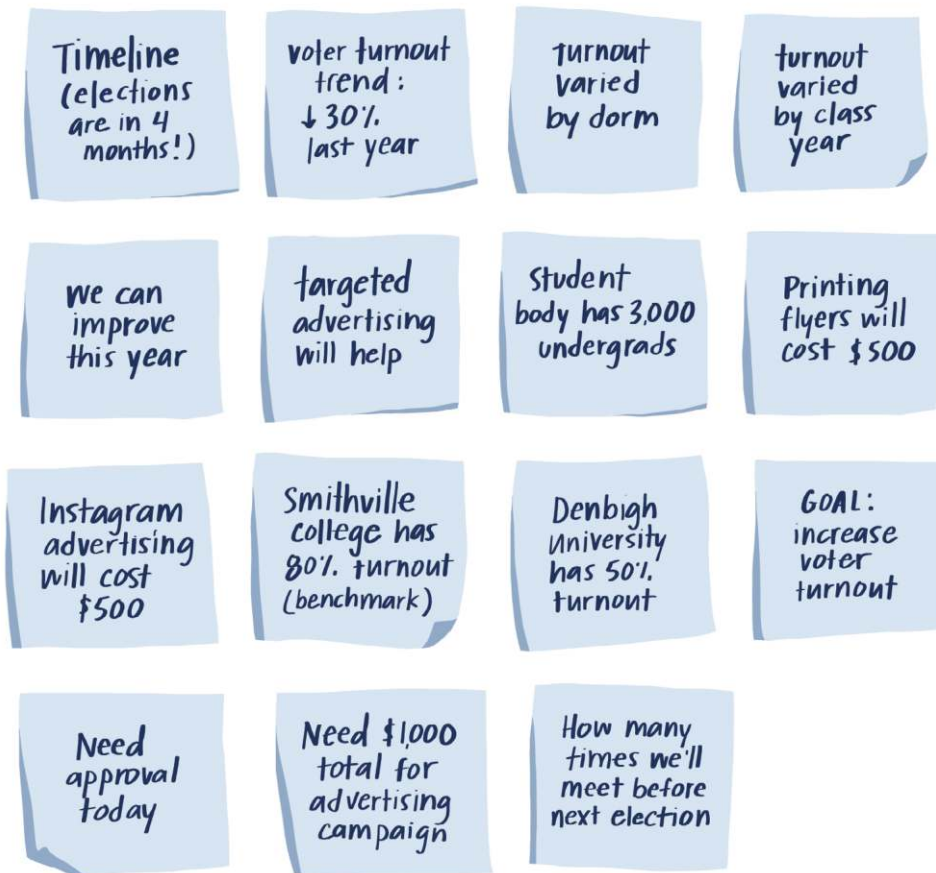 Timeline
(elections
are in 4
months!)
voter turnout
trend:
↓ 30%
last year
turnout
varied
by dorm
turnout
varied
by class
year
we can
improve
this year
targeted
advertising
will help
Student
body has 3,000
undergrads
Printing
flyers will
cost $500
Instagram
advertising
will cost
$500
Smithville
college has
80% turnout
(benchmark)
Denbigh
University
has 50%
turnout
GOAL:
increase
voter
turnout
Need
approval
today
Need $1,000
total for
advertising
campaign
How many
times we'll
meet before
next election